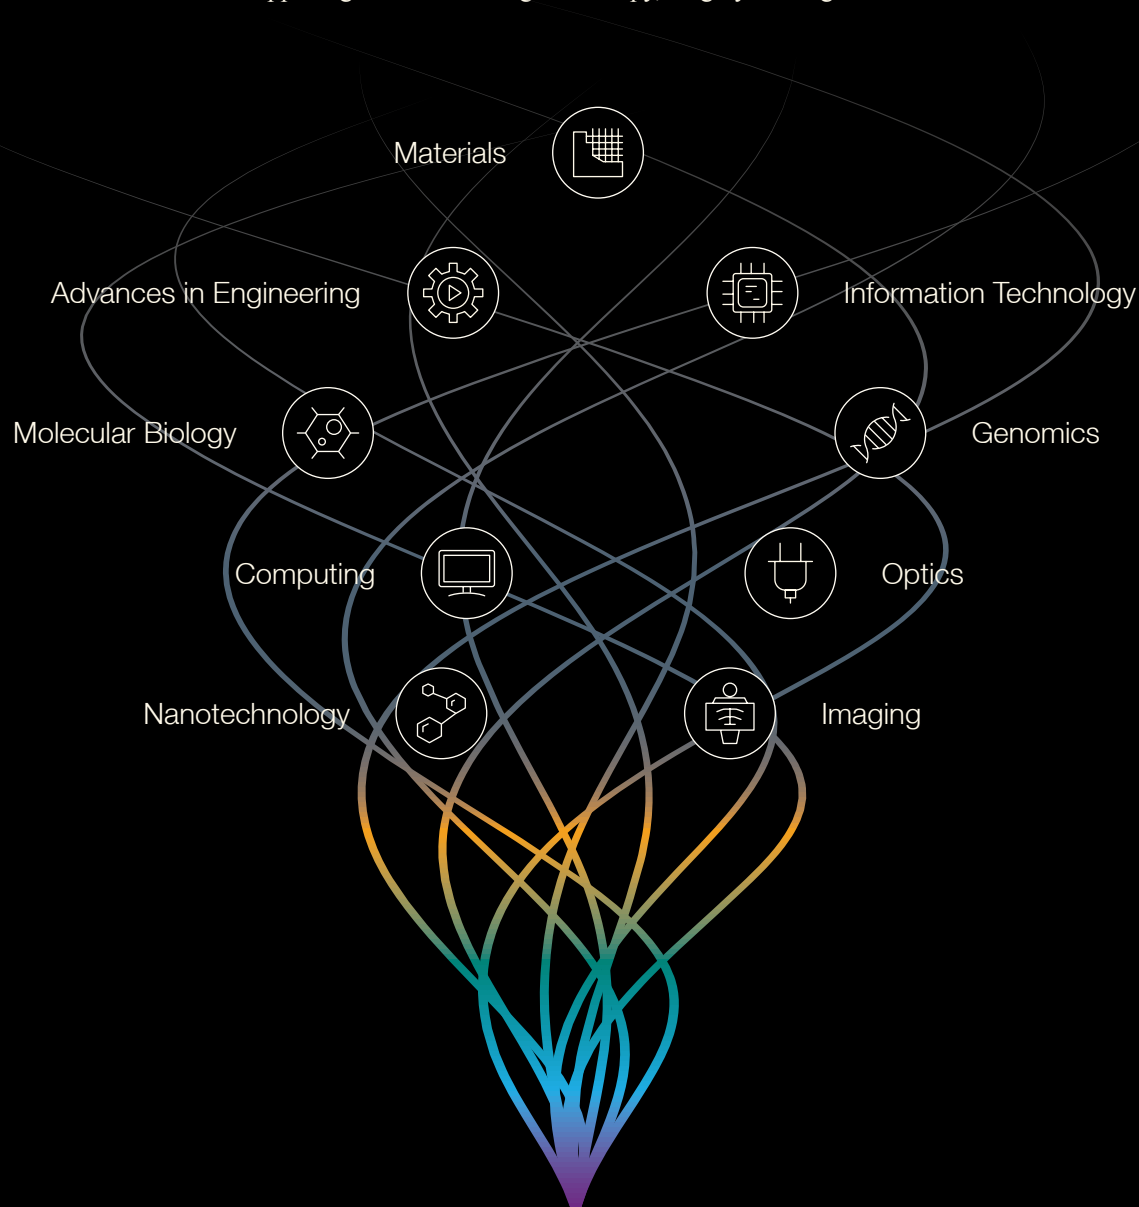 Materials
Advances in Engineering
Information Technology
Molecular Biology
Genomics
Computing
Optics
Nanotechnology
Imaging